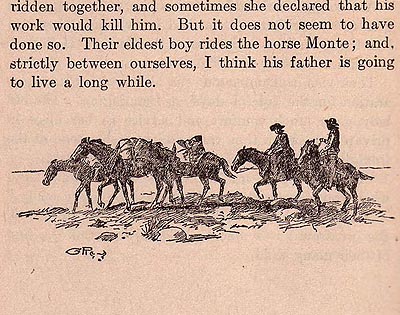 ridden together, and sometimes she declared that his
work would kill him. But it does not seem to have
done so. Their eldest boy rides the horse Monte; and,
strictly between ourselves, I think his father is going
to live a long while.